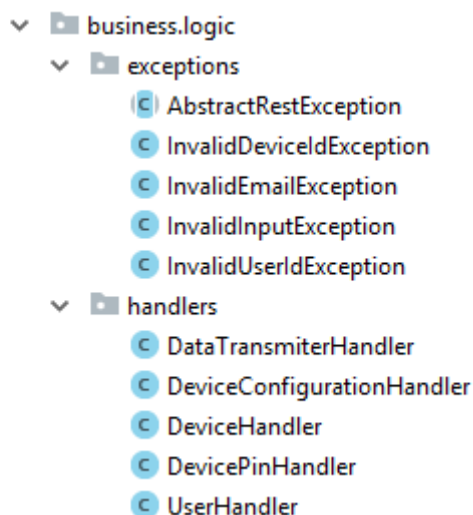 business.logic
exceptions
C AbstractRestException
C InvalidDeviceIdException
C InvalidEmailException
C InvalidInputException
C InvalidUserIdException
handlers
C DataTransmiterHandler
C DeviceConfigurationHandler
C DeviceHandler
C DevicePinHandler
C UserHandler